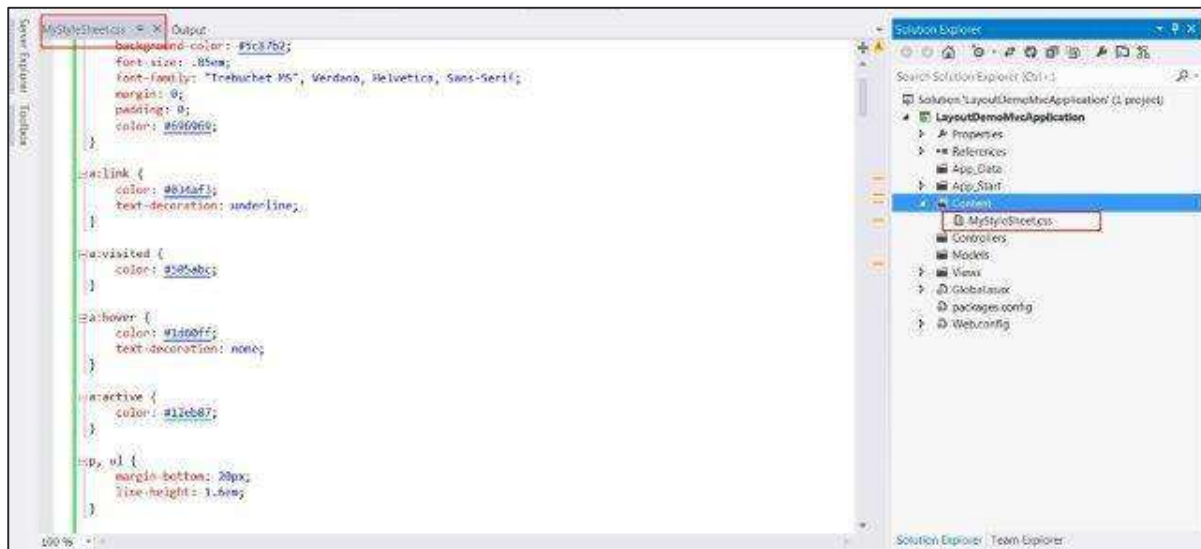 Server Explorer
Toolbox
MyStyleSheet.css
Output
background-color: #5c87b2;
font-size: .85em;
font-family: "Trebuchet MS", Verdana, Helvetica, Sans-Serif;
margin: 0;
padding: 0;
color: #696969;
}
a:link {
color: #034af3;
text-decoration: underline;
}
a:visited {
color: #505abc;
}
a:hover {
color: #1d60ff;
text-decoration: none;
}
a:active {
color: #12eb87;
}
p, ul {
margin-bottom: 20px;
line-height: 1.6em;
}
100 %
Solution Explorer
Search Solution Explorer (Ctrl+;)
Solution 'LayoutDemoMvcApplication' (1 project)
LayoutDemoMvcApplication
Properties
References
App_Data
App_Start
Content
MyStyleSheet.css
Controllers
Models
Views
Global.asax
packages.config
Web.config
Solution Explorer Team Explorer